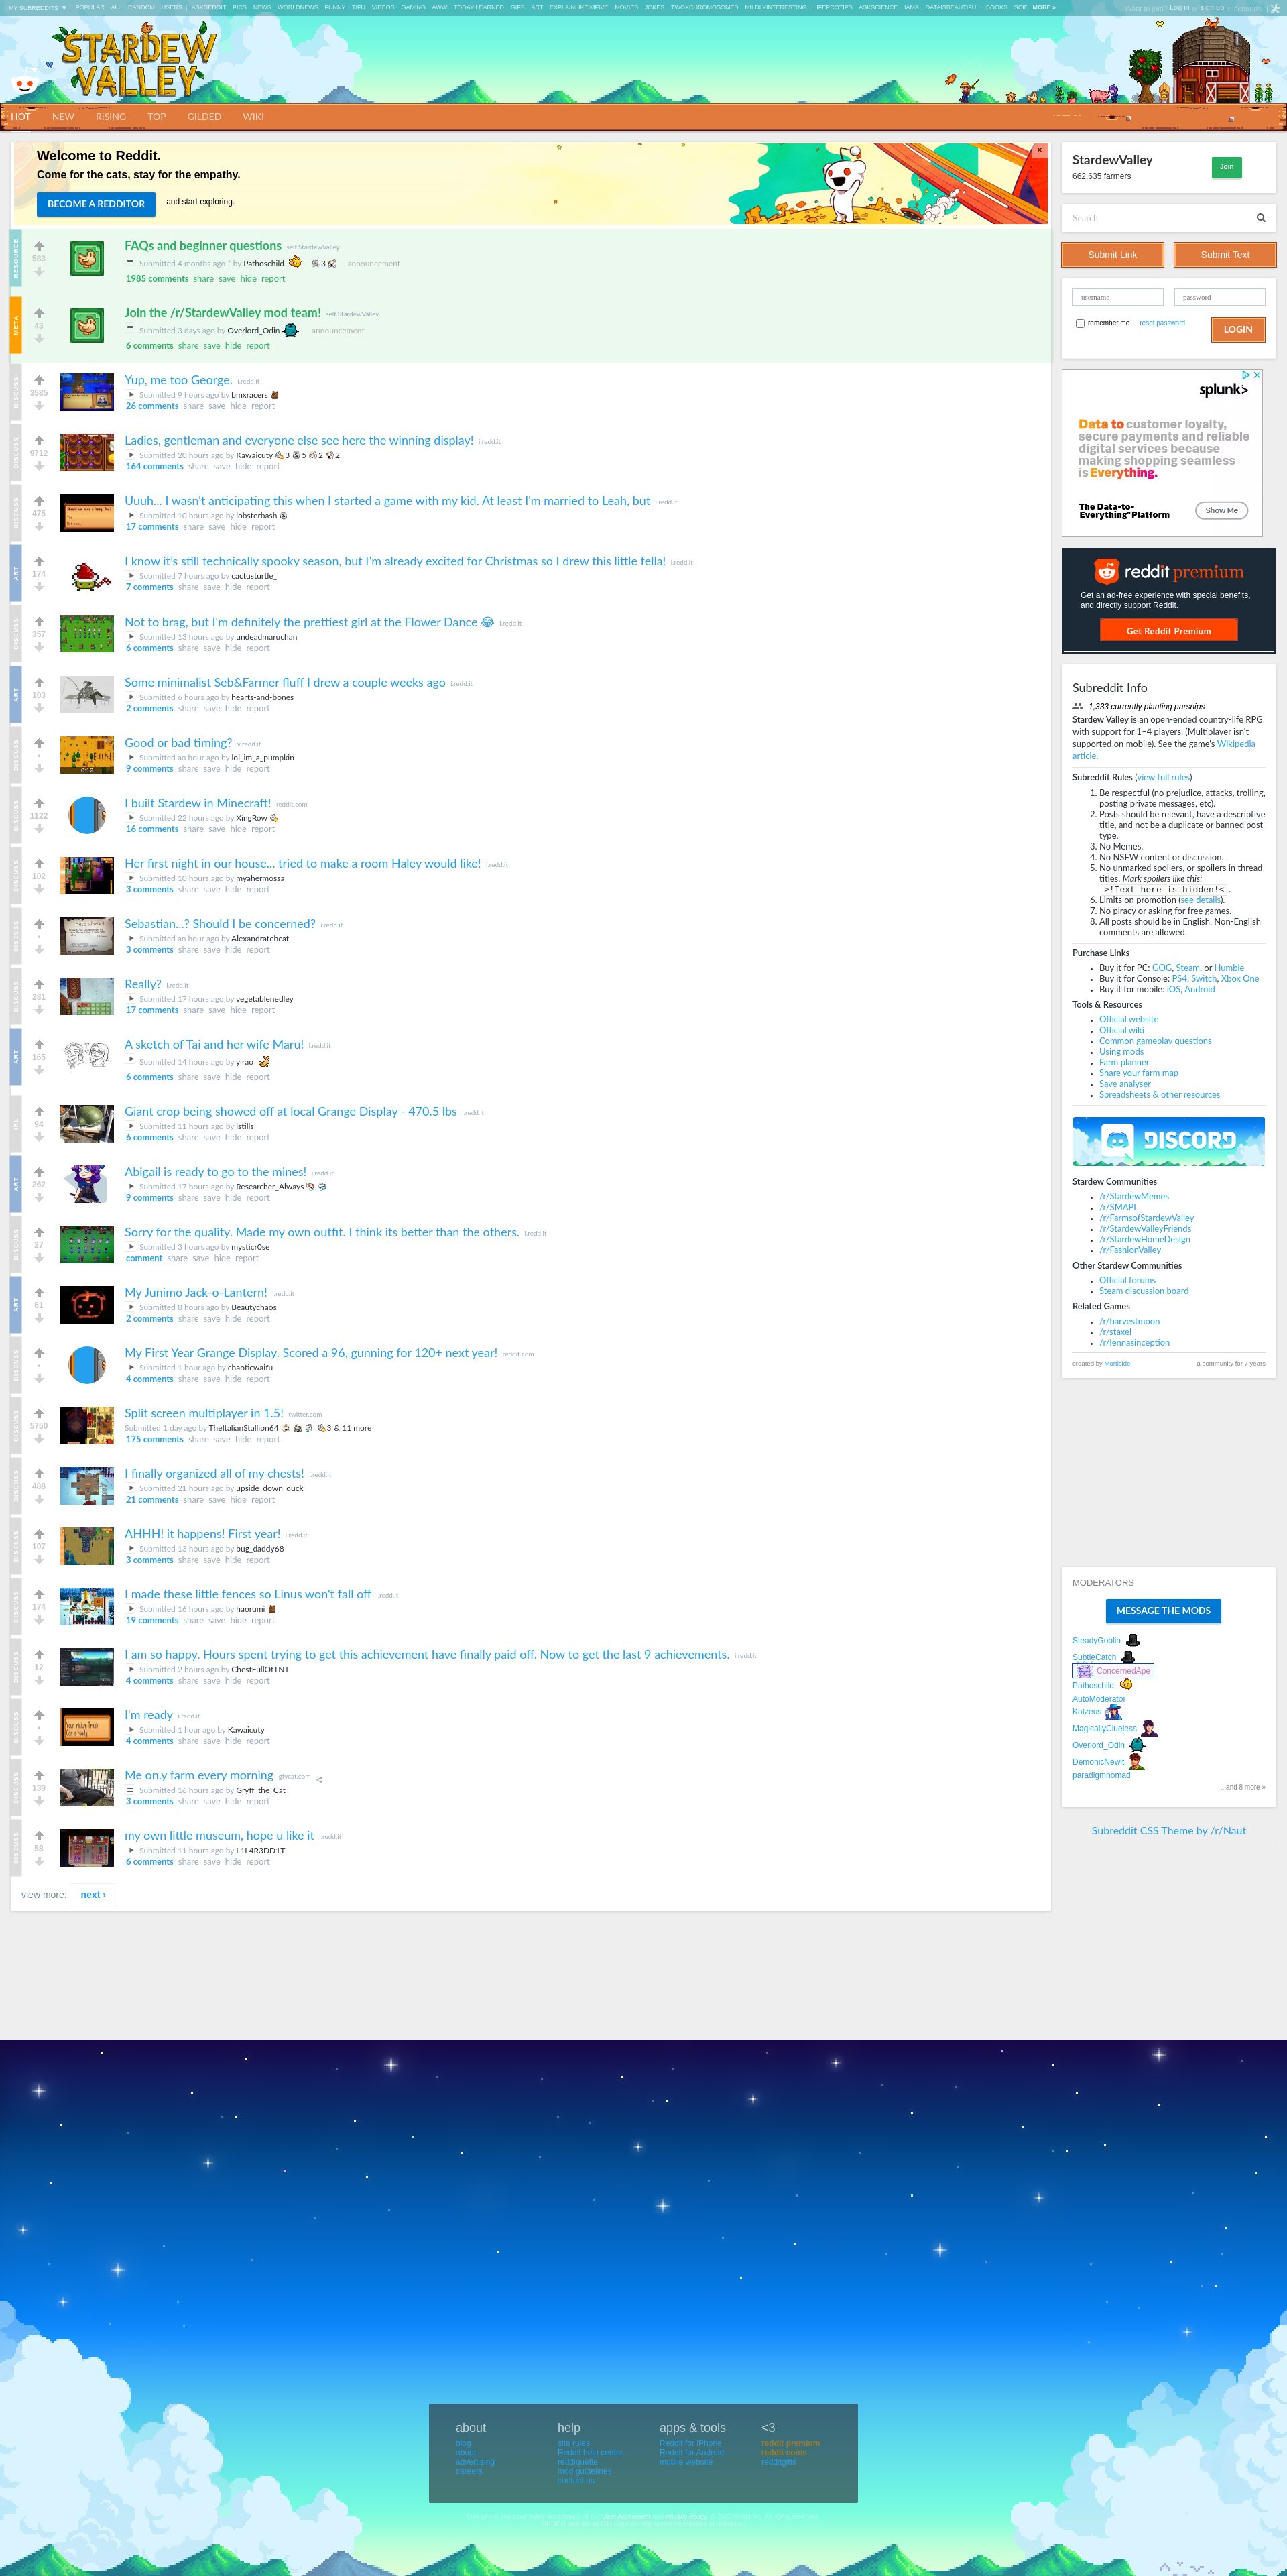 MY SUBREDDITS ▼ POPULAR ALL RANDOM USERS | ASKREDDIT PICS NEWS WORLDNEWS FUNNY TIFU VIDEOS GAMING AWW TODAYILEARNED GIFS ART EXPLAINLIKEIMFIVE MOVIES JOKES TWOXCHROMOSOMES MILDLYINTERESTING LIFEPROTIPS ASKSCIENCE IAMA DATAISBEAUTIFUL BOOKS SCIE MORE »
Want to join? Log in or sign up in seconds.
STARDEW VALLEY
HOT NEW RISING TOP GILDED WIKI
Welcome to Reddit.
Come for the cats, stay for the empathy.
BECOME A REDDITOR and start exploring.
RESOURCE
583
FAQs and beginner questions self.StardewValley
Submitted 4 months ago * by Pathoschild 3 - announcement
1985 comments share save hide report
META
43
Join the /r/StardewValley mod team! self.StardewValley
Submitted 3 days ago by Overlord_Odin - announcement
6 comments share save hide report
DISCUSS
3585
Yup, me too George. i.redd.it
Submitted 9 hours ago by bmxracers
26 comments share save hide report
DISCUSS
9712
Ladies, gentleman and everyone else see here the winning display! i.redd.it
Submitted 20 hours ago by Kawaicuty 3 5 2 2
164 comments share save hide report
DISCUSS
475
Uuuh... I wasn't anticipating this when I started a game with my kid. At least I'm married to Leah, but i.redd.it
Submitted 10 hours ago by lobsterbash
17 comments share save hide report
ART
174
I know it's still technically spooky season, but I'm already excited for Christmas so I drew this little fella! i.redd.it
Submitted 7 hours ago by cactusturtle_
7 comments share save hide report
DISCUSS
357
Not to brag, but I'm definitely the prettiest girl at the Flower Dance 😂 i.redd.it
Submitted 13 hours ago by undeadmaruchan
6 comments share save hide report
ART
103
Some minimalist Seb&Farmer fluff I drew a couple weeks ago i.redd.it
Submitted 6 hours ago by hearts-and-bones
2 comments share save hide report
DISCUSS
•
0:12
Good or bad timing? v.redd.it
Submitted an hour ago by lol_im_a_pumpkin
9 comments share save hide report
DISCUSS
1122
I built Stardew in Minecraft! reddit.com
Submitted 22 hours ago by XingRow
16 comments share save hide report
DISCUSS
102
Her first night in our house... tried to make a room Haley would like! i.redd.it
Submitted 10 hours ago by myahermossa
3 comments share save hide report
DISCUSS
•
Sebastian...? Should I be concerned? i.redd.it
Submitted an hour ago by Alexandratehcat
3 comments share save hide report
DISCUSS
281
Really? i.redd.it
Submitted 17 hours ago by vegetablenedley
17 comments share save hide report
ART
165
A sketch of Tai and her wife Maru! i.redd.it
Submitted 14 hours ago by yirao
6 comments share save hide report
IRL
94
Giant crop being showed off at local Grange Display - 470.5 lbs i.redd.it
Submitted 11 hours ago by lstills
6 comments share save hide report
ART
262
Abigail is ready to go to the mines! i.redd.it
Submitted 17 hours ago by Researcher_Always
9 comments share save hide report
DISCUSS
27
Sorry for the quality. Made my own outfit. I think its better than the others. i.redd.it
Submitted 3 hours ago by mysticr0se
comment share save hide report
ART
61
My Junimo Jack-o-Lantern! i.redd.it
Submitted 8 hours ago by Beautychaos
2 comments share save hide report
DISCUSS
•
My First Year Grange Display. Scored a 96, gunning for 120+ next year! reddit.com
Submitted 1 hour ago by chaoticwaifu
4 comments share save hide report
DISCUSS
5750
Split screen multiplayer in 1.5! twitter.com
Submitted 1 day ago by TheItalianStallion64 3 & 11 more
175 comments share save hide report
DISCUSS
488
I finally organized all of my chests! i.redd.it
Submitted 21 hours ago by upside_down_duck
21 comments share save hide report
DISCUSS
107
AHHH! it happens! First year! i.redd.it
Submitted 13 hours ago by bug_daddy68
3 comments share save hide report
DISCUSS
174
I made these little fences so Linus won't fall off i.redd.it
Submitted 16 hours ago by haorumi
19 comments share save hide report
DISCUSS
12
I am so happy. Hours spent trying to get this achievement have finally paid off. Now to get the last 9 achievements. i.redd.it
Submitted 2 hours ago by ChestFullOfTNT
4 comments share save hide report
DISCUSS
•
I'm ready i.redd.it
Submitted 1 hour ago by Kawaicuty
4 comments share save hide report
DISCUSS
139
Me on.y farm every morning gfycat.com
Submitted 16 hours ago by Gryff_the_Cat
3 comments share save hide report
DISCUSS
58
my own little museum, hope u like it i.redd.it
Submitted 11 hours ago by L1L4R3DD1T
6 comments share save hide report
view more: next ›
StardewValley
662,635 farmers
Join
Search
Submit Link Submit Text
username password
remember me reset password LOGIN
splunk>
Data to customer loyalty,
secure payments and reliable
digital services because
making shopping seamless
is Everything.
The Data-to-
Everything™ Platform
Show Me
reddit premium
Get an ad-free experience with special benefits,
and directly support Reddit.
Get Reddit Premium
Subreddit Info
1,333 currently planting parsnips
Stardew Valley is an open-ended country-life RPG
with support for 1–4 players. (Multiplayer isn't
supported on mobile). See the game's Wikipedia
article.
Subreddit Rules (view full rules)
1. Be respectful (no prejudice, attacks, trolling,
posting private messages, etc).
2. Posts should be relevant, have a descriptive
title, and not be a duplicate or banned post
type.
3. No Memes.
4. No NSFW content or discussion.
5. No unmarked spoilers, or spoilers in thread
titles. Mark spoilers like this:
>!Text here is hidden!< .
6. Limits on promotion (see details).
7. No piracy or asking for free games.
8. All posts should be in English. Non-English
comments are allowed.
Purchase Links
• Buy it for PC: GOG, Steam, or Humble
• Buy it for Console: PS4, Switch, Xbox One
• Buy it for mobile: iOS, Android
Tools & Resources
• Official website
• Official wiki
• Common gameplay questions
• Using mods
• Farm planner
• Share your farm map
• Save analyser
• Spreadsheets & other resources
DISCORD
Stardew Communities
• /r/StardewMemes
• /r/SMAPI
• /r/FarmsofStardewValley
• /r/StardewValleyFriends
• /r/StardewHomeDesign
• /r/FashionValley
Other Stardew Communities
• Official forums
• Steam discussion board
Related Games
• /r/harvestmoon
• /r/staxel
• /r/lennasinception
created by Monticide a community for 7 years
MODERATORS
MESSAGE THE MODS
SteadyGoblin
SubtleCatch
ConcernedApe
Pathoschild
AutoModerator
Katzeus
MagicallyClueless
Overlord_Odin
DemonicNewit
paradigmnomad
...and 8 more »
Subreddit CSS Theme by /r/Naut
about
blog
about
advertising
careers
help
site rules
Reddit help center
reddiquette
mod guidelines
contact us
apps & tools
Reddit for iPhone
Reddit for Android
mobile website
<3
reddit premium
reddit coins
redditgifts
User Agreement
Privacy Policy